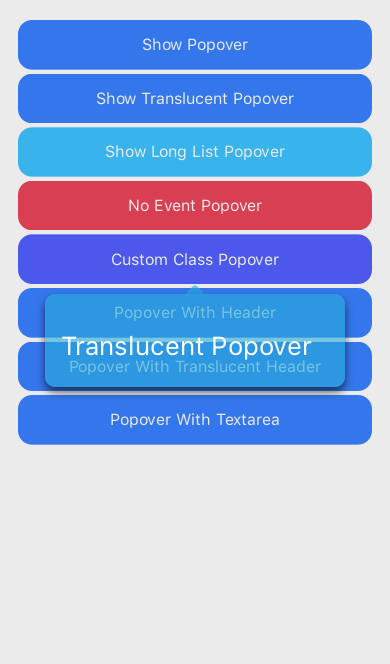 Show Popover
Show Translucent Popover
Show Long List Popover
No Event Popover
Custom Class Popover
Popover With Header
Translucent Popover
Popover With Translucent Header
Popover With Textarea